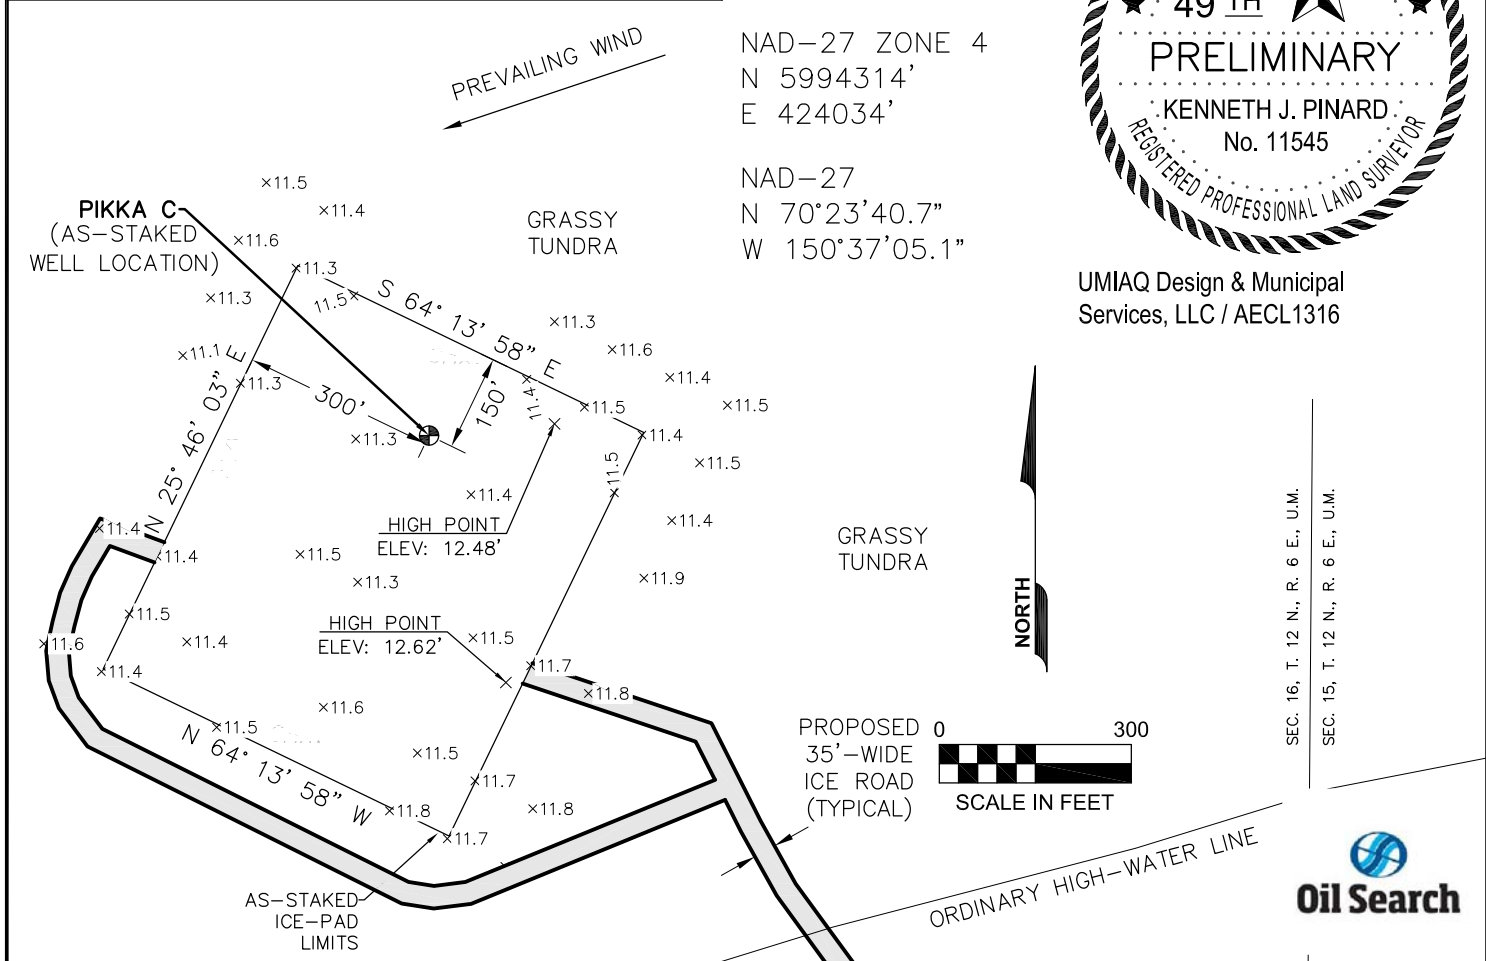 49 TH
PRELIMINARY
KENNETH J. PINARD
No. 11545
REGISTERED PROFESSIONAL LAND SURVEYOR
UMIAQ Design & Municipal
Services, LLC / AECL1316
PREVAILING WIND
NAD-27 ZONE 4
N 5994314'
E 424034'
NAD-27
N 70°23'40.7"
W 150°37'05.1"
×11.5
×11.4
PIKKA C
(AS-STAKED
WELL LOCATION)
×11.6
×11.3
GRASSY
TUNDRA
×11.3
11.5×
S 64° 13' 58" E
×11.3
×11.1
×11.6
×11.3
N 25° 46' 03" E
300'
150'
11.4×
×11.4
×11.5
×11.5
×11.3
×11.4
×11.5
×11.5
×11.4
HIGH POINT
ELEV: 12.48'
×11.4
GRASSY
TUNDRA
×11.4
×11.4
×11.5
×11.3
×11.9
×11.5
HIGH POINT
ELEV: 12.62'
×11.6
×11.4
×11.5
×11.4
×11.7
×11.8
×11.6
×11.5
N 64° 13' 58" W
×11.5
×11.7
×11.8
×11.8
×11.7
AS-STAKED
ICE-PAD
LIMITS
PROPOSED
35'-WIDE
ICE ROAD
(TYPICAL)
NORTH
0 300
SCALE IN FEET
SEC. 16, T. 12 N., R. 6 E., U.M.
SEC. 15, T. 12 N., R. 6 E., U.M.
ORDINARY HIGH-WATER LINE
Oil Search